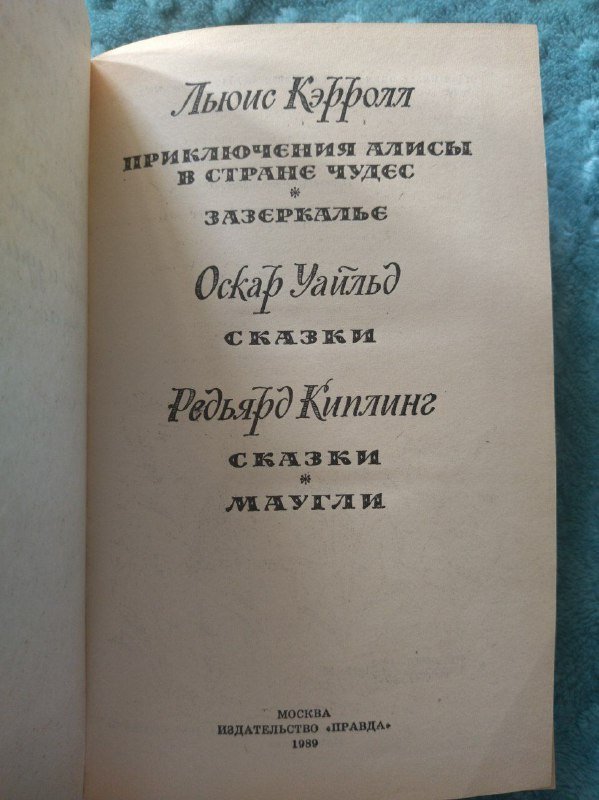 Льюис Кэрролл
ПРИКЛЮЧЕНИЯ АЛИСЫ
В СТРАНЕ ЧУДЕС
*
ЗАЗЕРКАЛЬЕ
Оскар Уайльд
СКАЗКИ
Редьярд Киплинг
СКАЗКИ
*
МАУГЛИ
МОСКВА
ИЗДАТЕЛЬСТВО «ПРАВДА»
1989